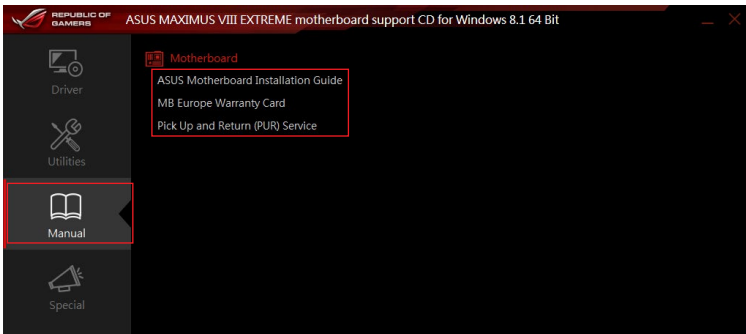 REPUBLIC OF
GAMERS
ASUS MAXIMUS VIII EXTREME motherboard support CD for Windows 8.1 64 Bit
Driver
Utilities
Manual
Special
Motherboard
ASUS Motherboard Installation Guide
MB Europe Warranty Card
Pick Up and Return (PUR) Service